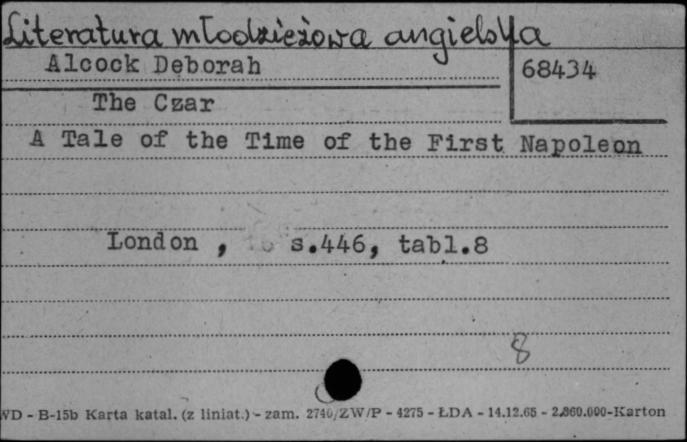 Literatura młodzieżowa angielska
Alcock Deborah
68434
The Czar
A Tale of the Time of the First Napoleon
London , s.446, tabl.8
8
WD - B-15b Karta katal. (z liniat.) - zam. 2740/ZW/P - 4275 - ŁDA - 14.12.65 - 2.860.000-Karton